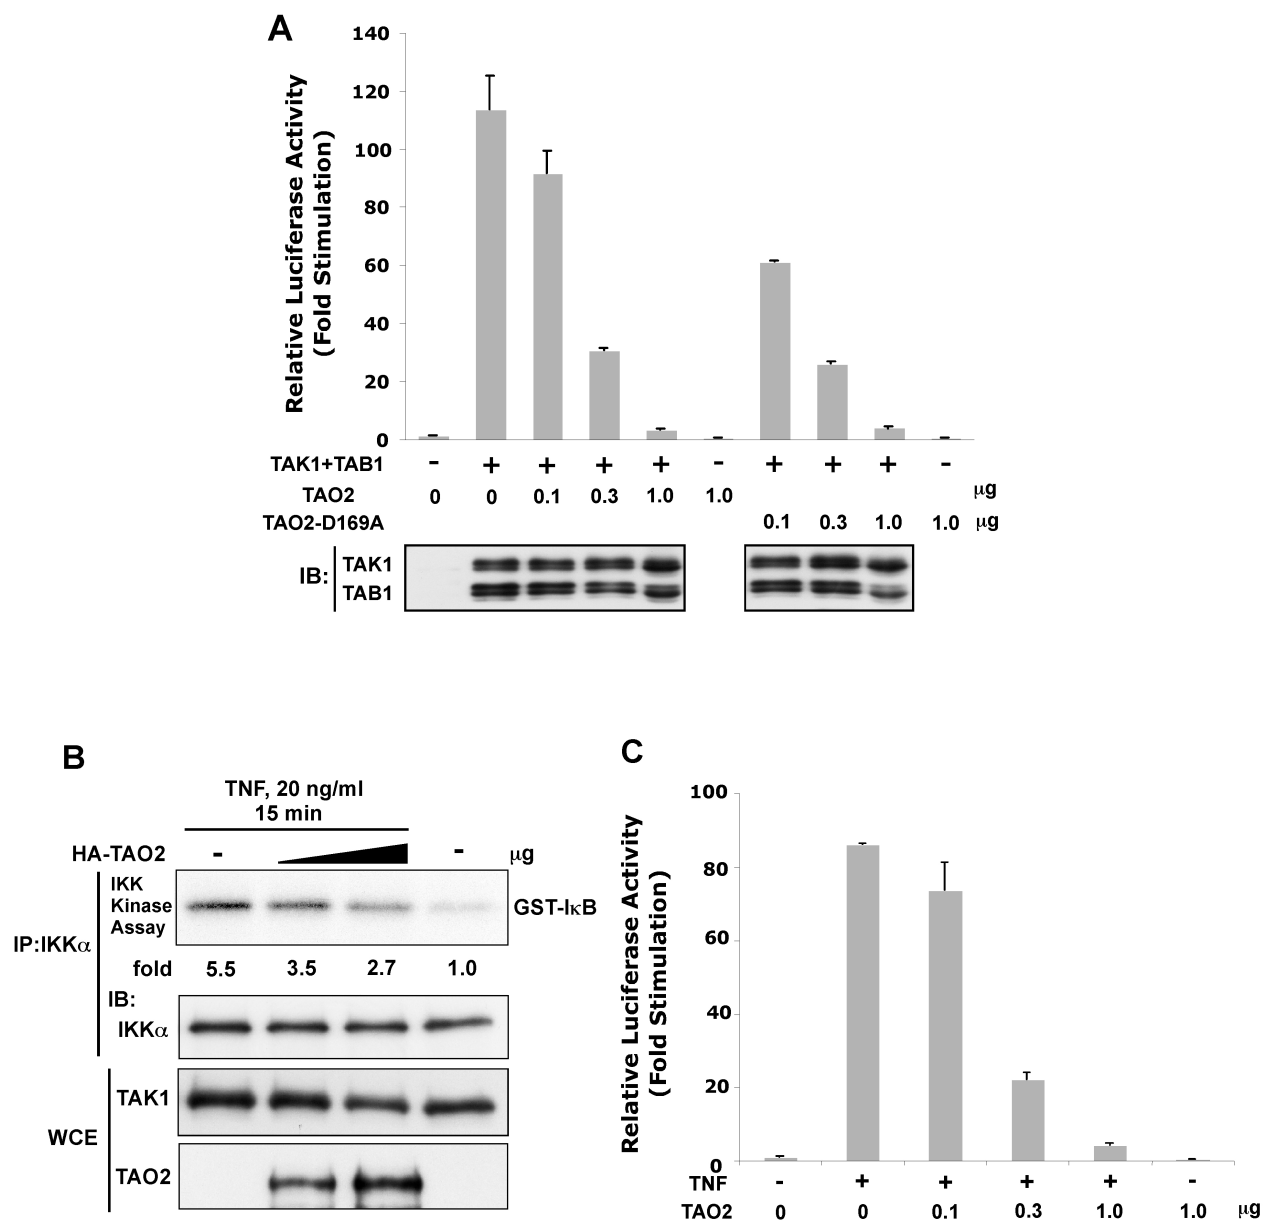 A
Relative Luciferase Activity
(Fold Stimulation)
140
120
100
80
60
40
20
0
TAK1+TAB1 - + + + + - + + + -
TAO2 0 0 0.1 0.3 1.0 1.0 μg
TAO2-D169A 0.1 0.3 1.0 1.0 μg
IB:
TAK1
TAB1
B
TNF, 20 ng/ml
15 min
HA-TAO2 - - μg
IP:IKKα
IKK
Kinase
Assay
GST-IκB
fold 5.5 3.5 2.7 1.0
IB:
IKKα
WCE
TAK1
TAO2
C
Relative Luciferase Activity
(Fold Stimulation)
100
80
60
40
20
0
TNF - + + + + -
TAO2 0 0 0.1 0.3 1.0 1.0 μg